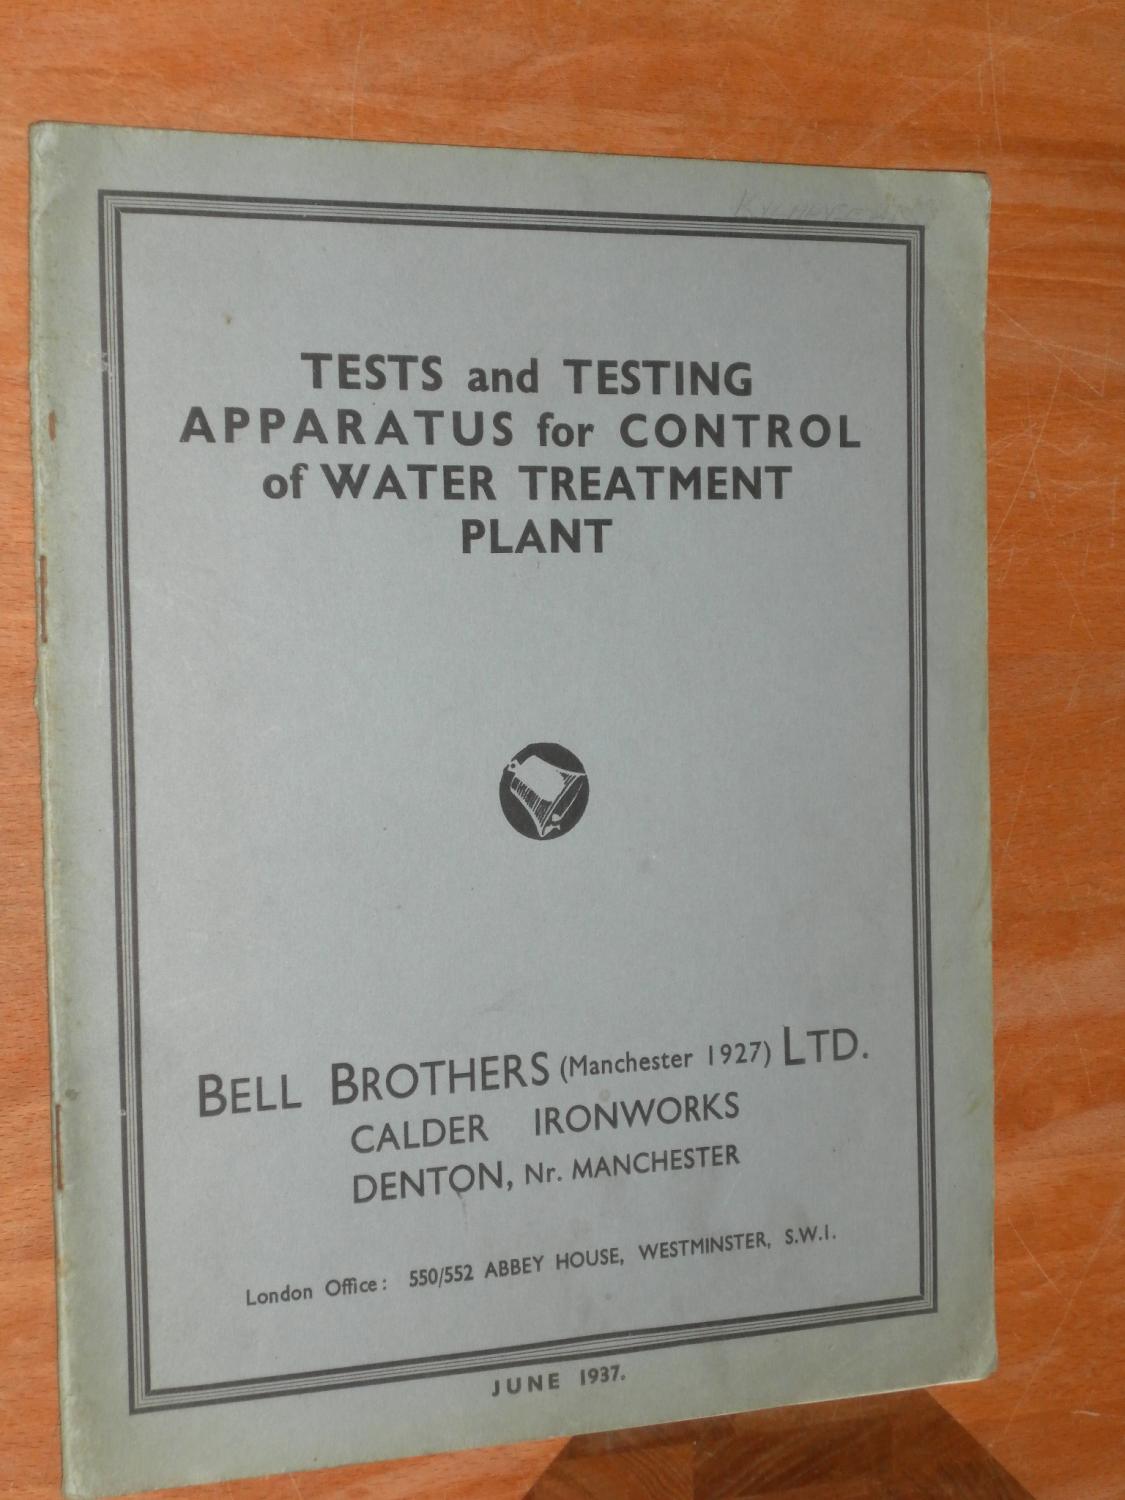 TESTS and TESTING
APPARATUS for CONTROL
of WATER TREATMENT
PLANT
BELL BROTHERS (Manchester 1927) LTD.
CALDER IRONWORKS
DENTON, Nr. MANCHESTER
London Office: 550/552 ABBEY HOUSE, WESTMINSTER, S.W.1.
JUNE 1937.